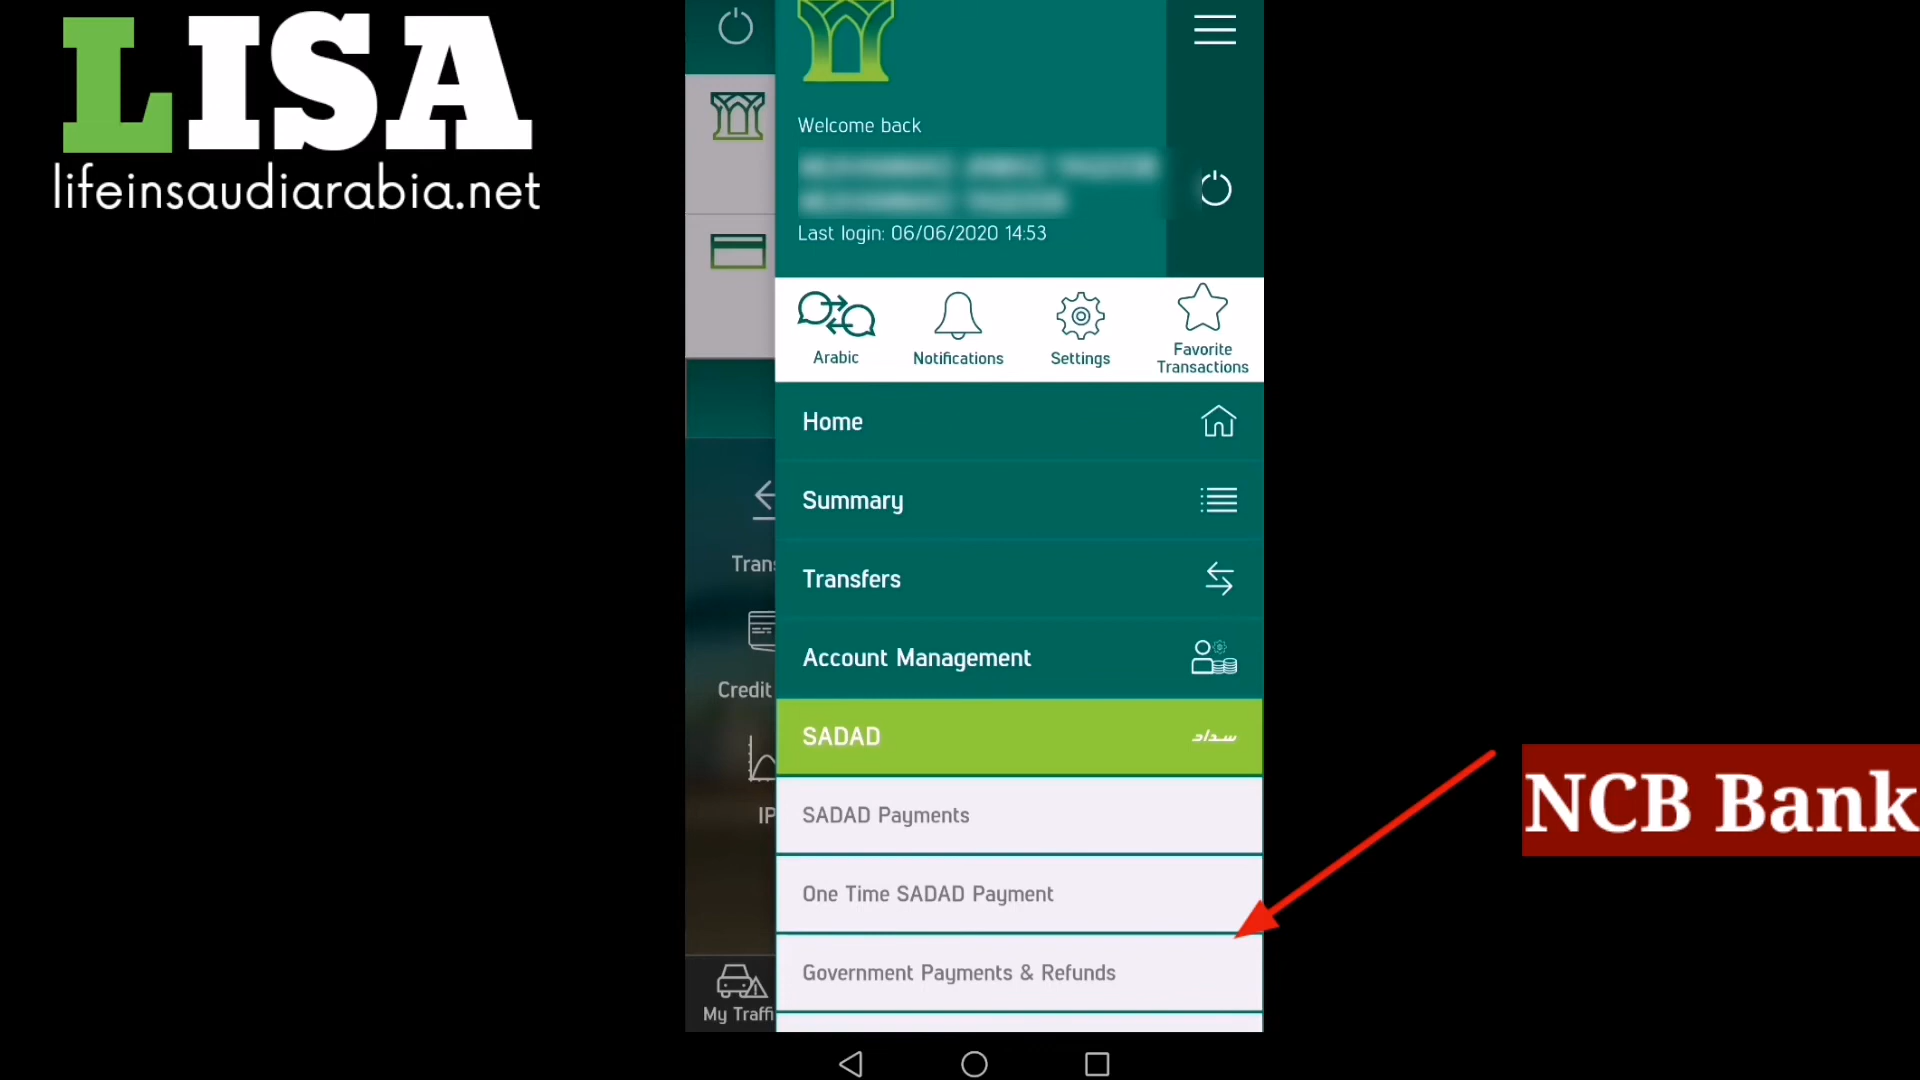 LISA
lifeinsaudiarabia.net
Welcome back
Last login: 06/06/2020 14:53
Arabic
Notifications
Settings
Favorite
Transactions
Home
Summary
Transfers
Account Management
SADAD سداد
SADAD Payments
One Time SADAD Payment
Government Payments & Refunds
Trans
Credit
IP
My Traffi
NCB Bank